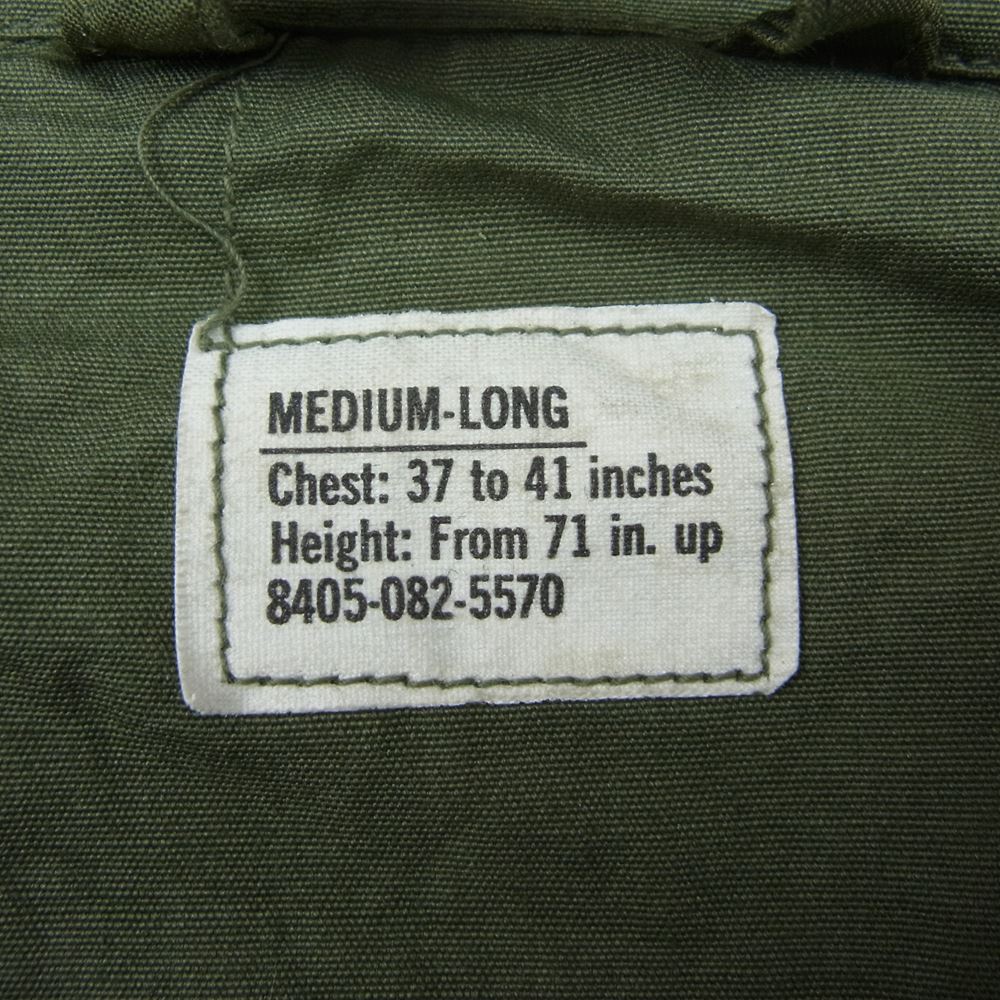 MEDIUM-LONG
Chest: 37 to 41 inches
Height: From 71 in. up
8405-082-5570